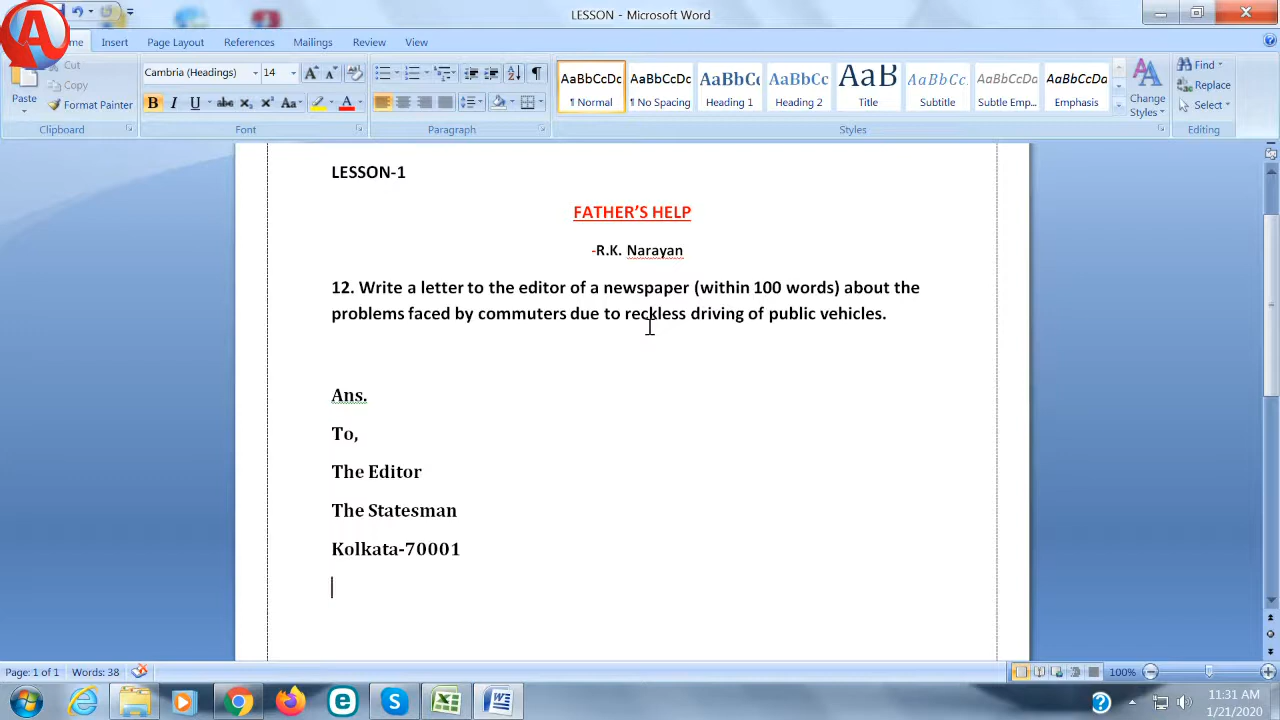 LESSON - Microsoft Word
Insert Page Layout References Mailings Review View
Paste
Cut
Copy
Format Painter
Clipboard
Cambria (Headings) 14
B I U abc x₂ x² Aa
Font
Paragraph
AaBbCcDc AaBbCcDc AaBbCc AaBbCc AaB AaBbCc. AaBbCcDa AaBbCcDa
¶ Normal ¶ No Spacing Heading 1 Heading 2 Title Subtitle Subtle Emp... Emphasis
Change Styles
Styles
Find
Replace
Select
Editing
LESSON-1
FATHER'S HELP
-R.K. Narayan
12. Write a letter to the editor of a newspaper (within 100 words) about the
problems faced by commuters due to reckless driving of public vehicles.
Ans.
To,
The Editor
The Statesman
Kolkata-70001
Page: 1 of 1 Words: 38
100%
11:31 AM
1/21/2020